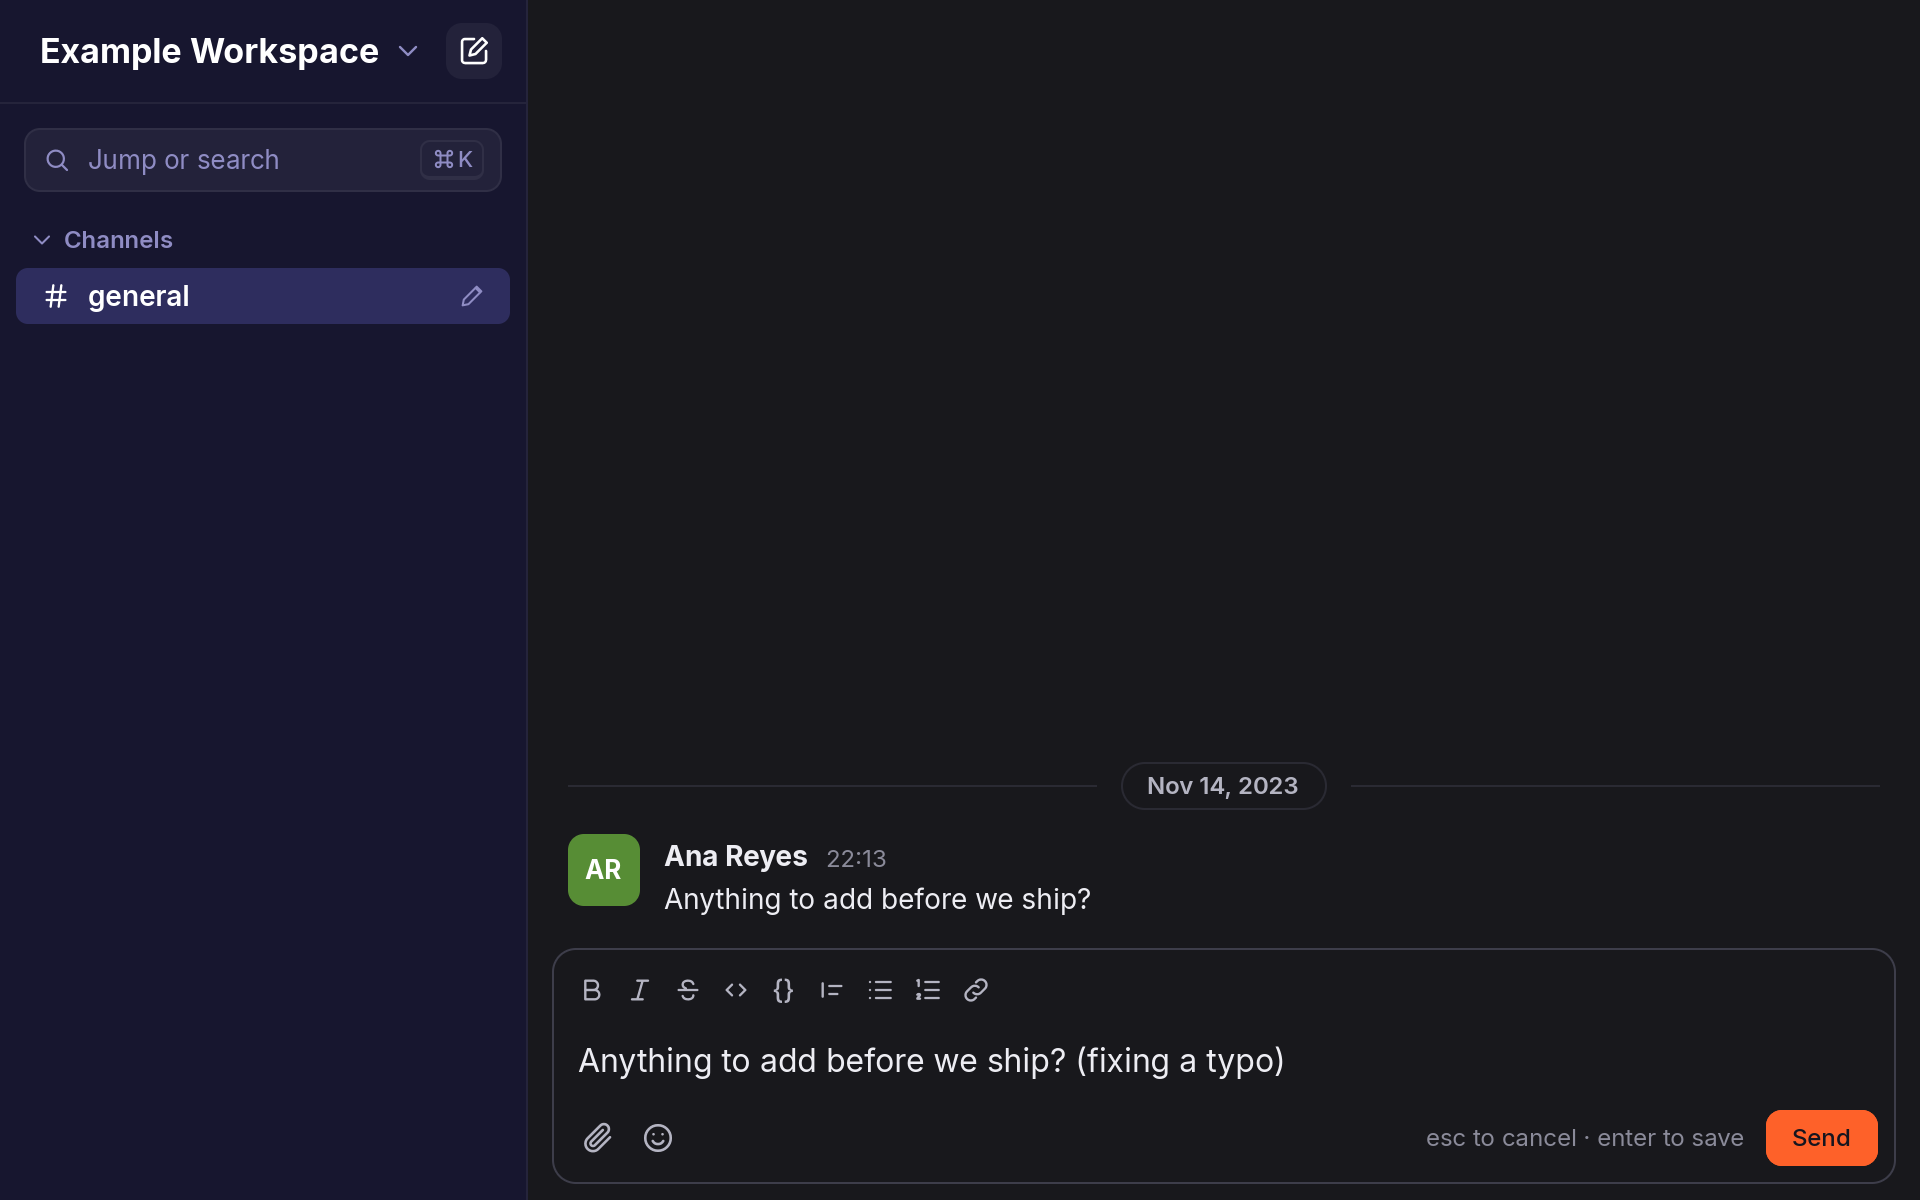 Example Workspace
Jump or search ⌘K
Channels
# general
Nov 14, 2023
AR
Ana Reyes 22:13
Anything to add before we ship?
Anything to add before we ship? (fixing a typo)
esc to cancel · enter to save Send